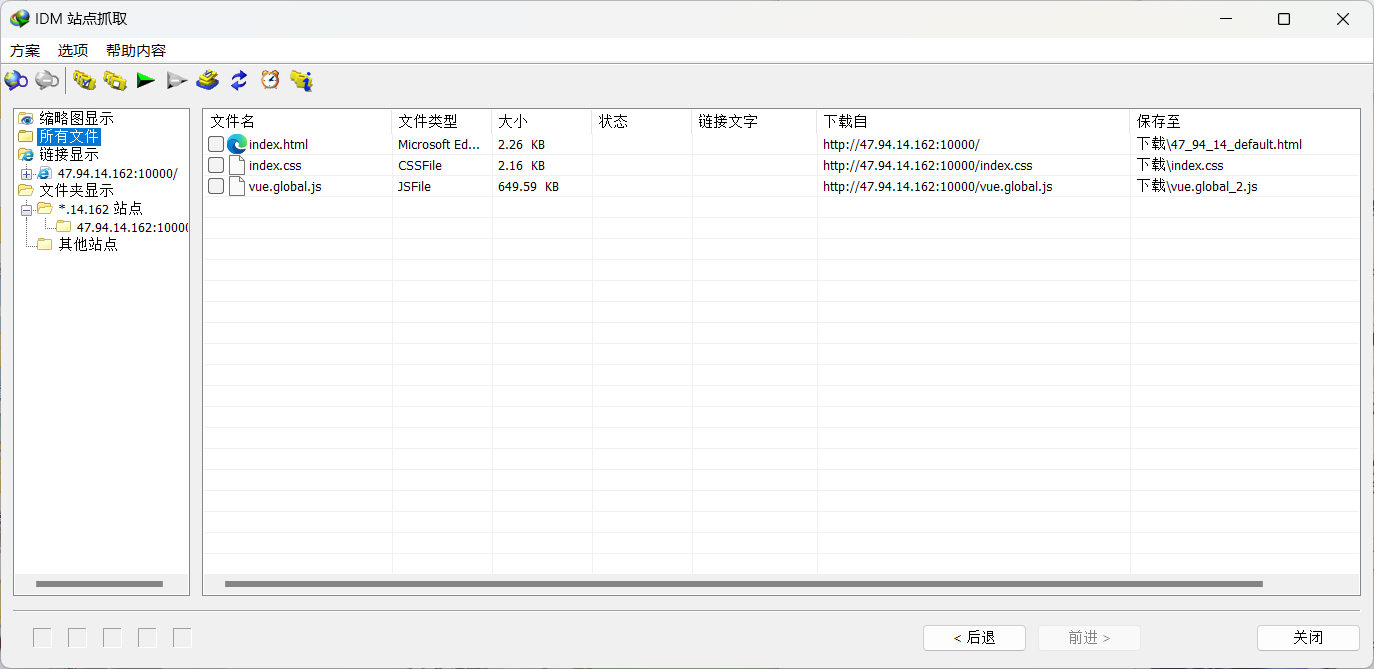 IDM 站点抓取
方案 选项 帮助内容
缩略图显示
所有文件
链接显示
47.94.14.162:10000/
文件夹显示
*.14.162 站点
47.94.14.162:1000
其他站点
文件名 文件类型 大小 状态 链接文字 下载自 保存至
index.html Microsoft Ed... 2.26 KB http://47.94.14.162:10000/ 下载\47_94_14_default.html
index.css CSSFile 2.16 KB http://47.94.14.162:10000/index.css 下载\index.css
vue.global.js JSFile 649.59 KB http://47.94.14.162:10000/vue.global.js 下载\vue.global_2.js
< 后退 前进 > 关闭